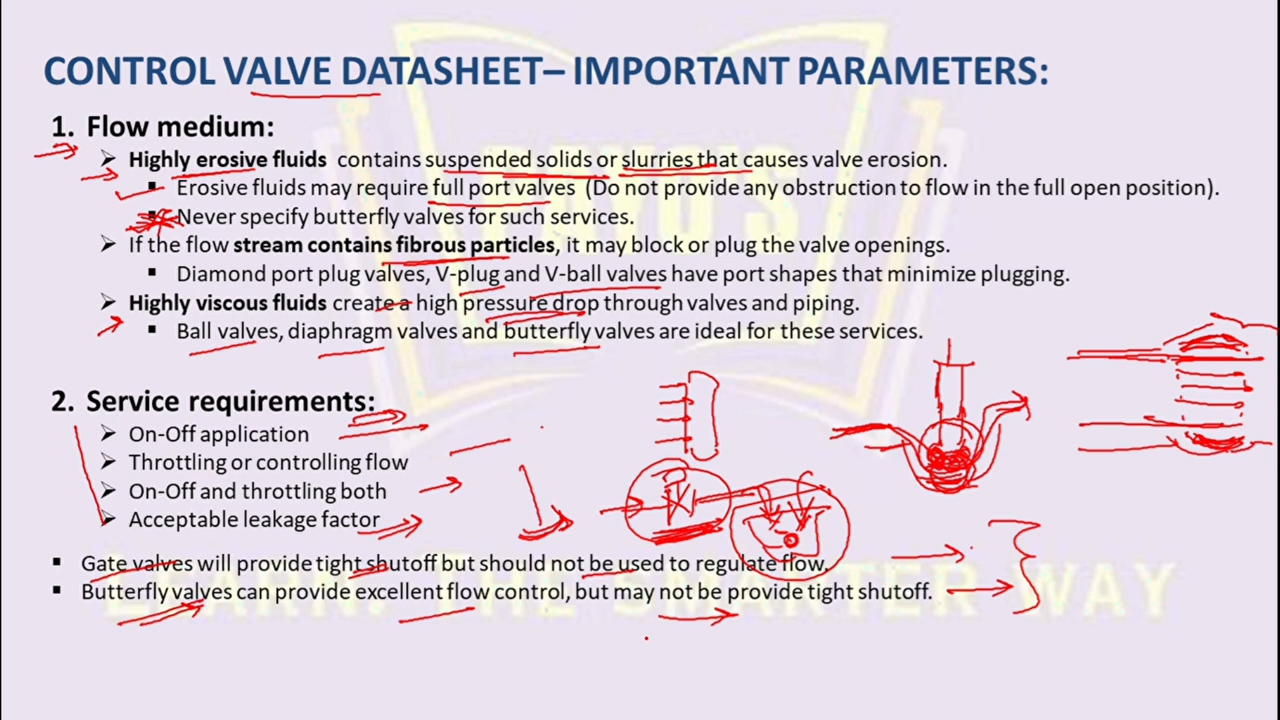 CONTROL VALVE DATASHEET– IMPORTANT PARAMETERS:
1. Flow medium:
➢ Highly erosive fluids contains suspended solids or slurries that causes valve erosion.
▪ Erosive fluids may require full port valves (Do not provide any obstruction to flow in the full open position).
▪ Never specify butterfly valves for such services.
➢ If the flow stream contains fibrous particles, it may block or plug the valve openings.
▪ Diamond port plug valves, V-plug and V-ball valves have port shapes that minimize plugging.
➢ Highly viscous fluids create a high pressure drop through valves and piping.
▪ Ball valves, diaphragm valves and butterfly valves are ideal for these services.
2. Service requirements:
➢ On-Off application
➢ Throttling or controlling flow
➢ On-Off and throttling both
➢ Acceptable leakage factor
▪ Gate valves will provide tight shutoff but should not be used to regulate flow.
▪ Butterfly valves can provide excellent flow control, but may not be provide tight shutoff.
LEARN THE SMARTER WAY